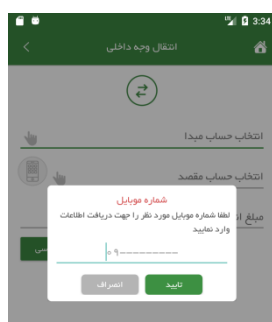 3:34
انتقال وجه داخلی
انتخاب حساب مبدا
انتخاب حساب مقصد
مبلغ
شماره موبایل
لطفا شماره موبایل مورد نظر را جهت دریافت اطلاعات
وارد نمایید
۰۹_________
تایید
انصراف